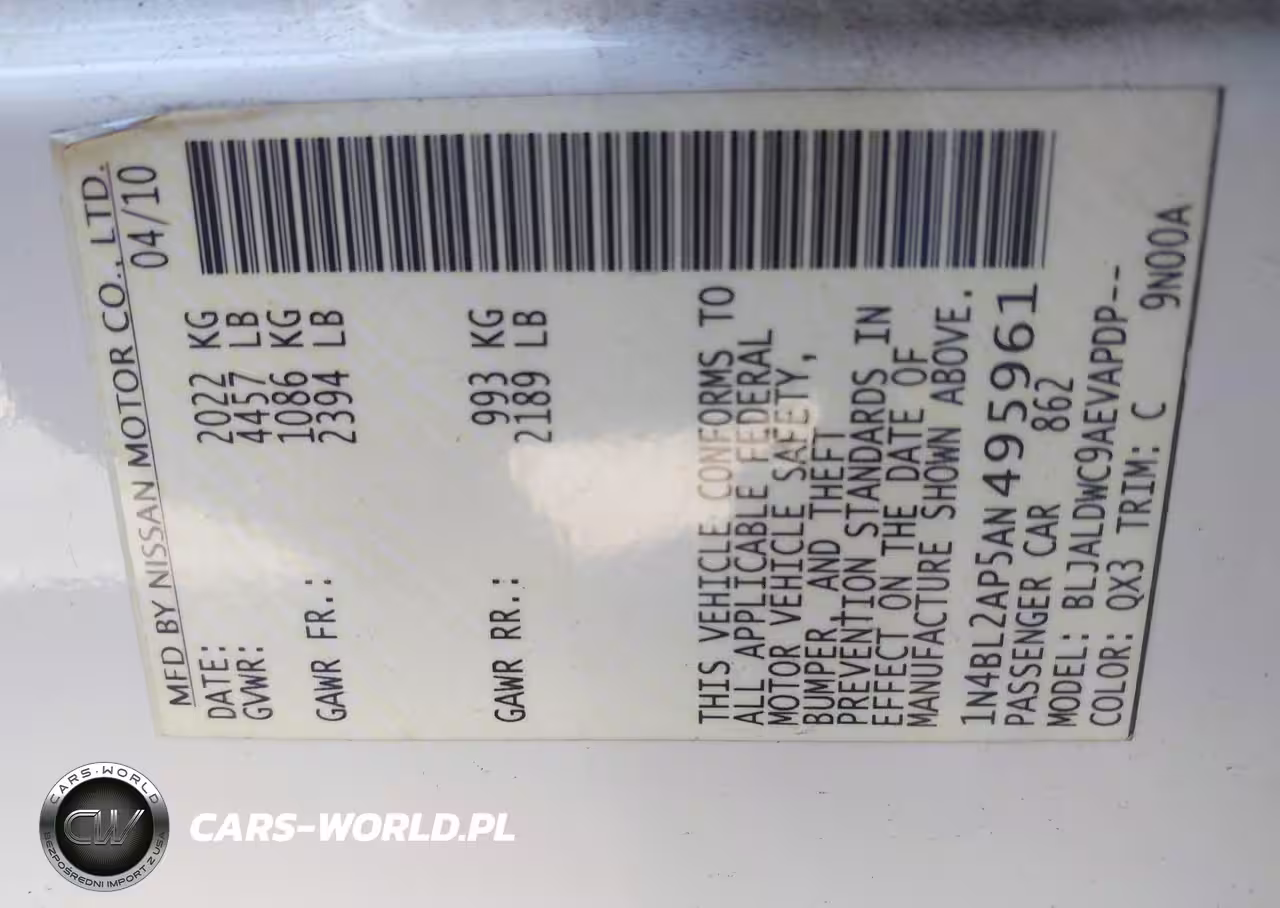 MFD BY NISSAN MOTOR CO., LTD.
DATE: 04/10
GVWR: 2022 KG
4457 LB
GAWR FR.: 1086 KG
2394 LB
GAWR RR.: 993 KG
2189 LB
THIS VEHICLE CONFORMS TO
ALL APPLICABLE FEDERAL
MOTOR VEHICLE SAFETY,
BUMPER, AND THEFT
PREVENTION STANDARDS IN
EFFECT ON THE DATE OF
MANUFACTURE SHOWN ABOVE.
1N4BL2AP5AN495961
PASSENGER CAR 862
MODEL: BLJALDWC9AEVAPDP--
COLOR: QX3 TRIM: C 9N00A
CARS-WORLD
CW
BEZPOŚREDNI IMPORT Z USA
CARS-WORLD.PL